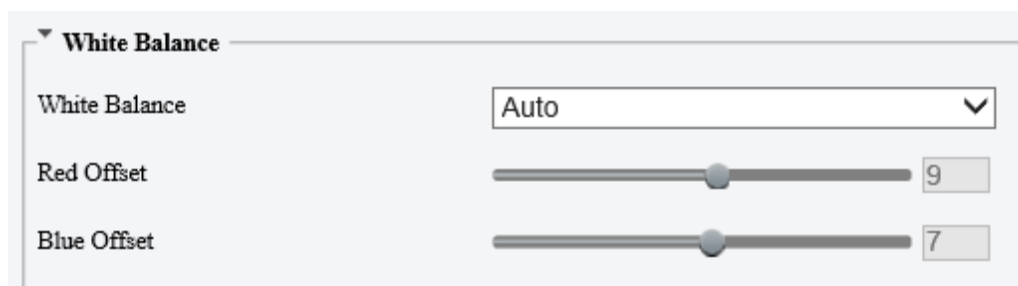 White Balance
White Balance Auto
Red Offset 9
Blue Offset 7